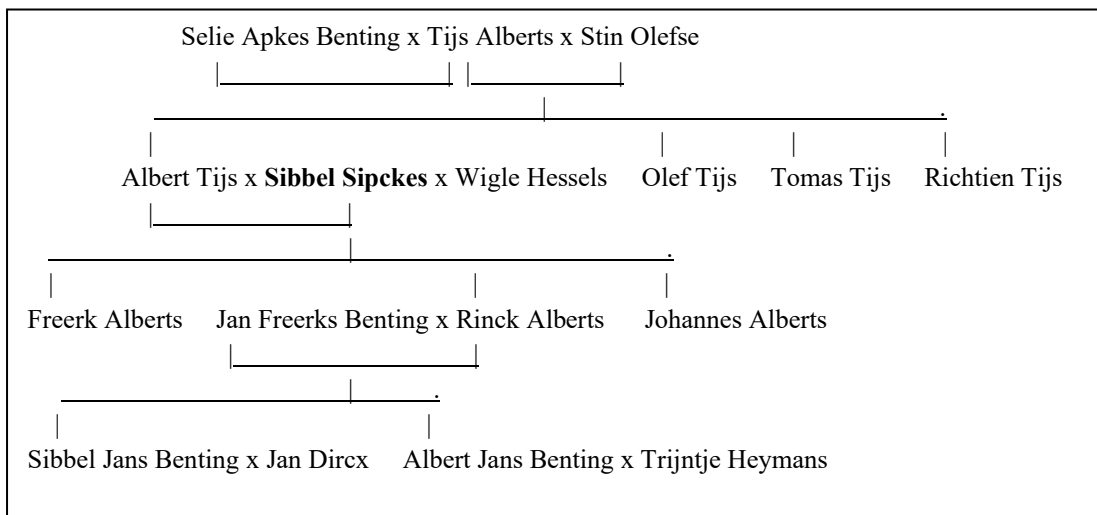 Selie Apkes Benting x Tijs Alberts x Stin Olefse
Albert Tijs x Sibbel Sipckes x Wigle Hessels Olef Tijs Tomas Tijs Richtien Tijs
Freerk Alberts Jan Freerks Benting x Rinck Alberts Johannes Alberts
Sibbel Jans Benting x Jan Dircx Albert Jans Benting x Trijntje Heymans